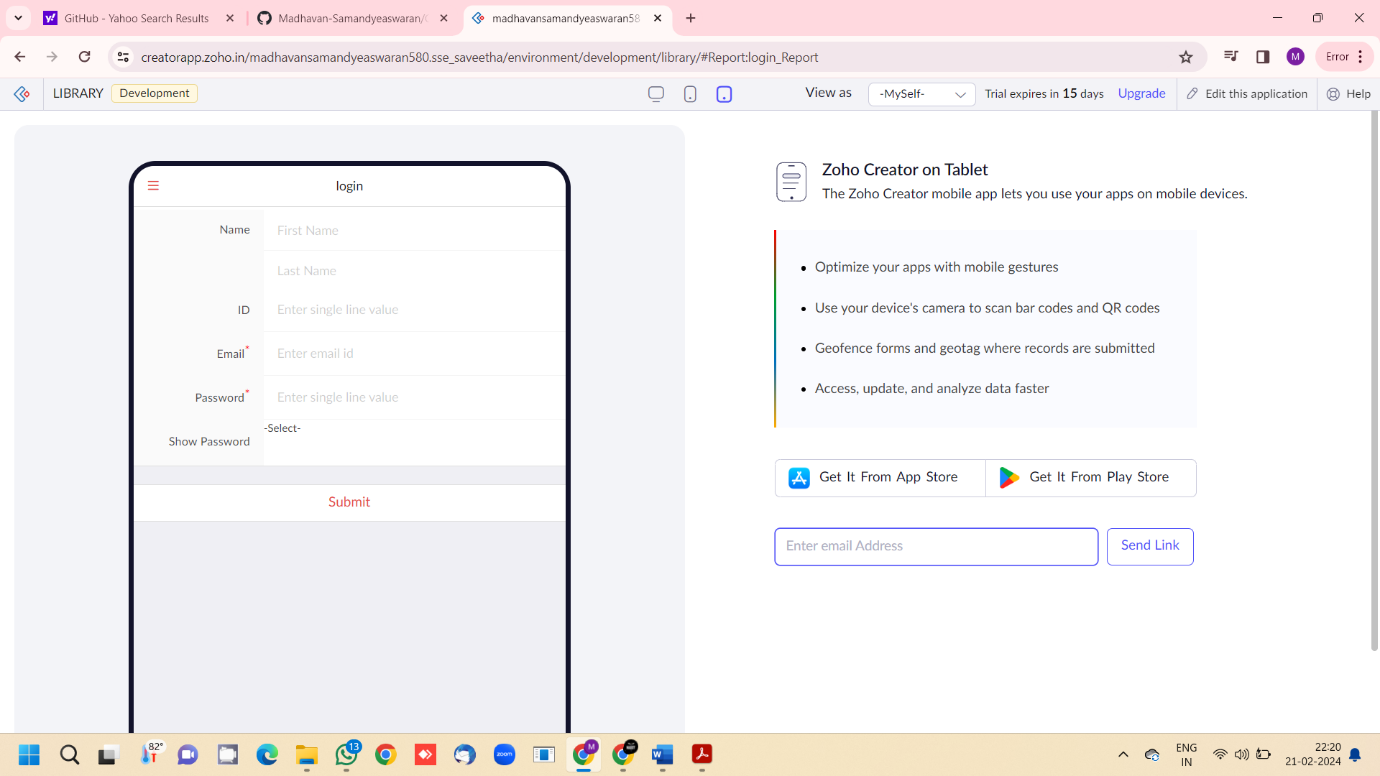 GitHub - Yahoo Search Results
Madhavan-Samandyeaswaran/
madhavansamandyeaswaran58
creatorapp.zoho.in/madhavansamandyeaswaran580.sse_saveetha/environment/development/library/#Report:login_Report
M
Error
LIBRARY
Development
View as
-MySelf-
Trial expires in 15 days
Upgrade
Edit this application
Help
login
Name
First Name
Last Name
ID
Enter single line value
Email*
Enter email id
Password*
Enter single line value
Show Password
-Select-
Submit
Zoho Creator on Tablet
The Zoho Creator mobile app lets you use your apps on mobile devices.
• Optimize your apps with mobile gestures
• Use your device's camera to scan bar codes and QR codes
• Geofence forms and geotag where records are submitted
• Access, update, and analyze data faster
Get It From App Store
Get It From Play Store
Enter email Address
Send Link
82°
13
zoom
M
ENG
IN
22:20
21-02-2024